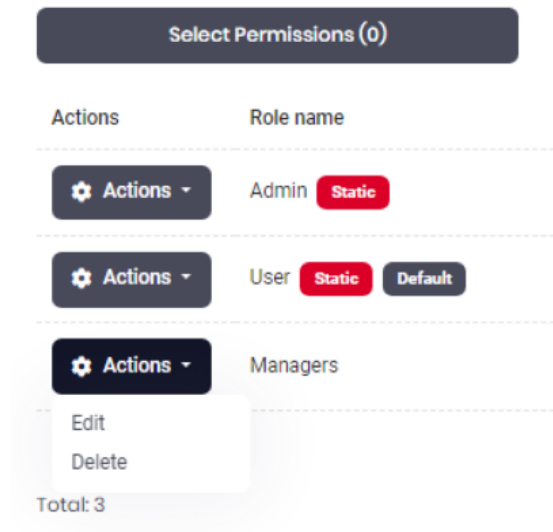 Select Permissions (0)
Actions Role name
Actions Admin Static
Actions User Static Default
Actions Managers
Edit
Delete
Total: 3